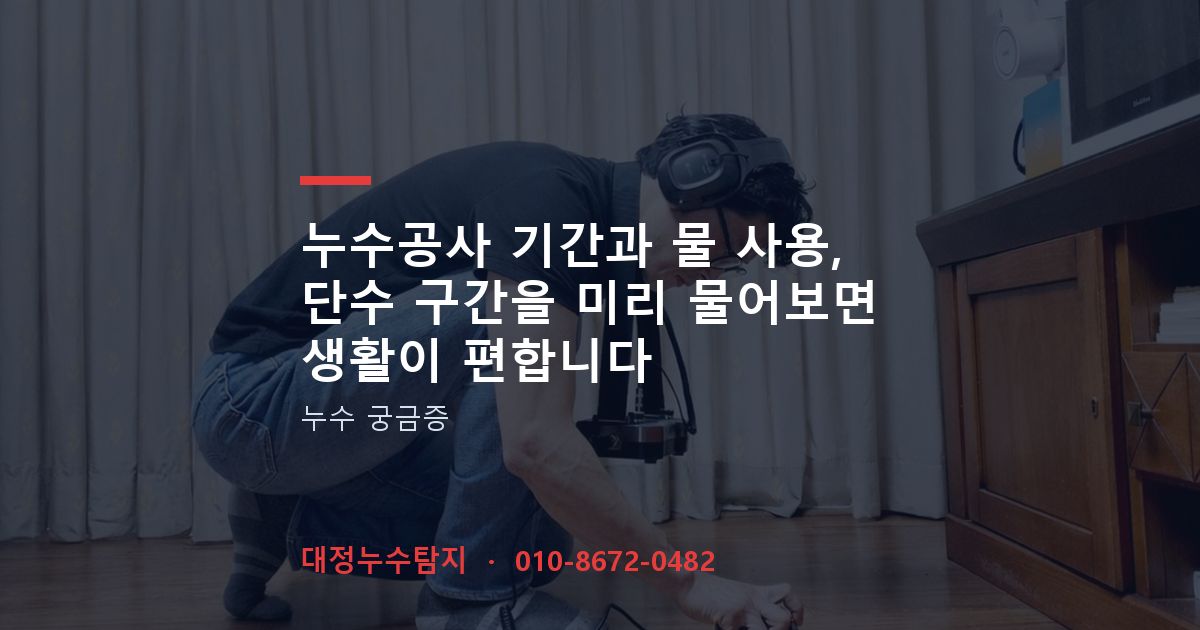 누수공사 기간과 물 사용,
단수 구간을 미리 물어보면
생활이 편합니다
누수 궁금증
대정누수탐지 · 010-8672-0482